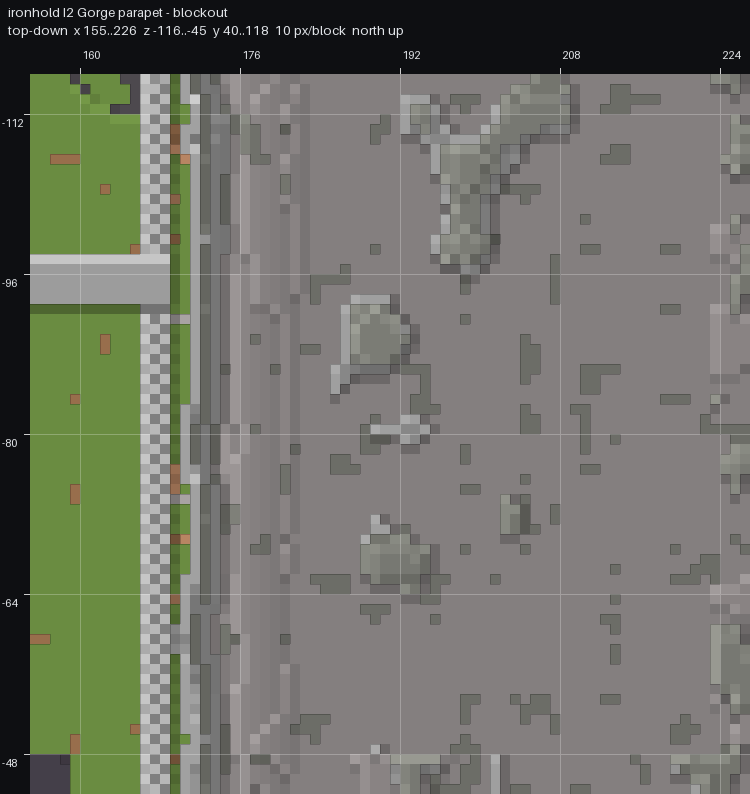 ironhold l2 Gorge parapet - blockout
top-down  x 155..226  z -116..-45  y 40..118  10 px/block  north up
160 176 192 208 224
-112
-96
-80
-64
-48